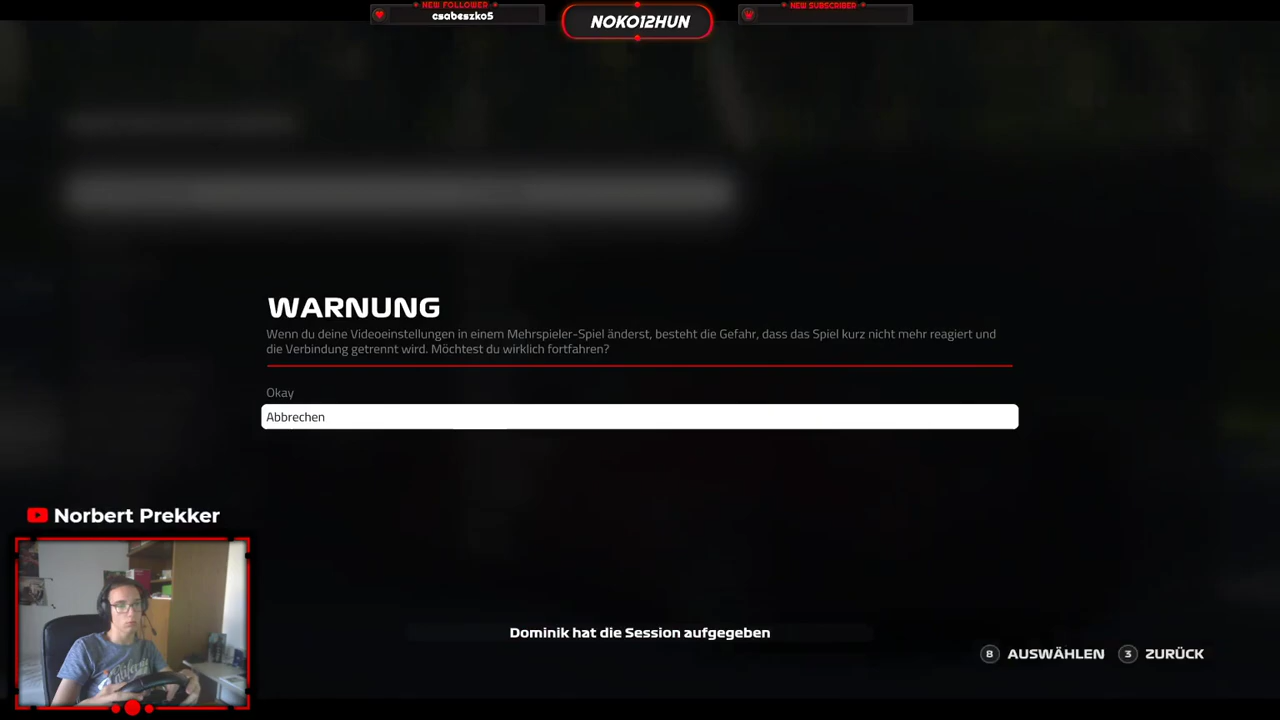 NEW FOLLOWER
csabeszko5
NOKO12HUN
NEW SUBSCRIBER
WARNUNG
Wenn du deine Videoeinstellungen in einem Mehrspieler-Spiel änderst, besteht die Gefahr, dass das Spiel kurz nicht mehr reagiert und
die Verbindung getrennt wird. Möchtest du wirklich fortfahren?
Okay
Abbrechen
Norbert Prekker
Dominik hat die Session aufgegeben
8 AUSWÄHLEN 3 ZURÜCK